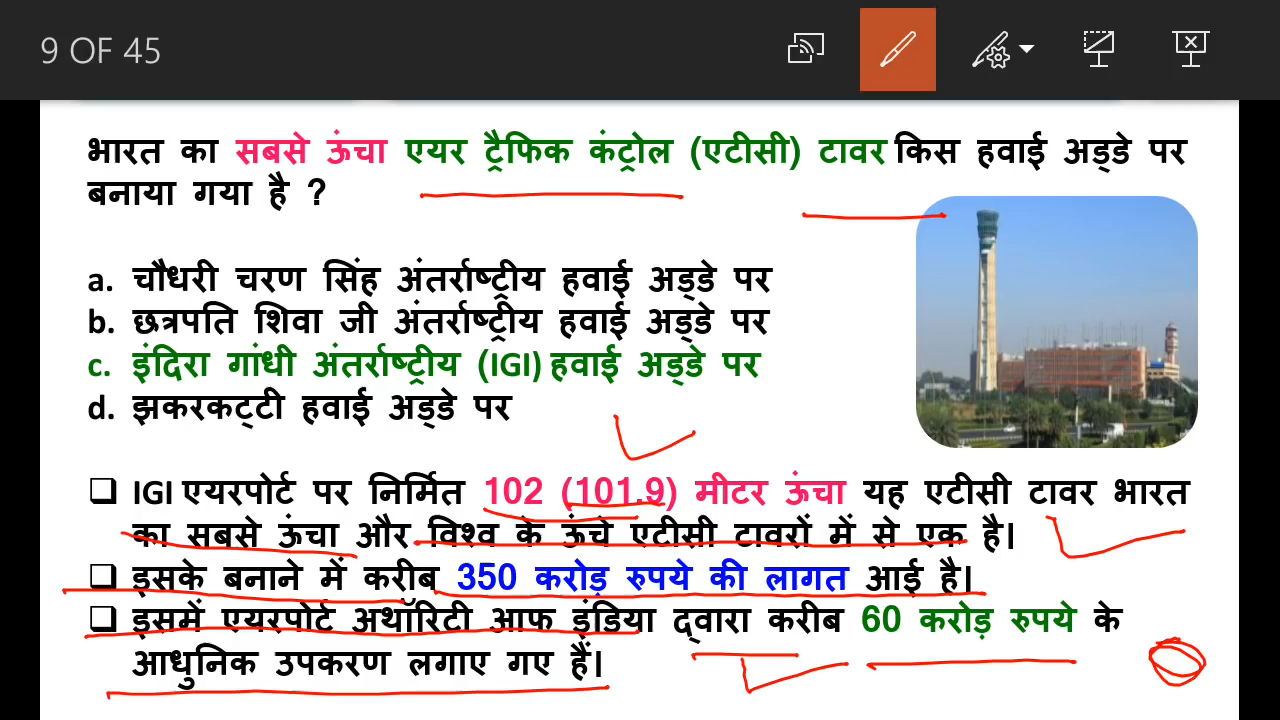 9 OF 45
भारत का सबसे ऊंचा एयर ट्रैफिक कंट्रोल (एटीसी) टावर किस हवाई अड्डे पर
बनाया गया है ?
a. चौधरी चरण सिंह अंतर्राष्ट्रीय हवाई अड्डे पर
b. छत्रपति शिवा जी अंतर्राष्ट्रीय हवाई अड्डे पर
c. इंदिरा गांधी अंतर्राष्ट्रीय (IGI) हवाई अड्डे पर
d. झकरकट्टी हवाई अड्डे पर
IGI एयरपोर्ट पर निर्मित 102 (101.9) मीटर ऊंचा यह एटीसी टावर भारत
का सबसे ऊंचा और विश्व के ऊंचे एटीसी टावरों में से एक है।
इसके बनाने में करीब 350 करोड़ रुपये की लागत आई है।
इसमें एयरपोर्ट अथॉरिटी आफ इंडिया द्वारा करीब 60 करोड़ रुपये के
आधुनिक उपकरण लगाए गए हैं।